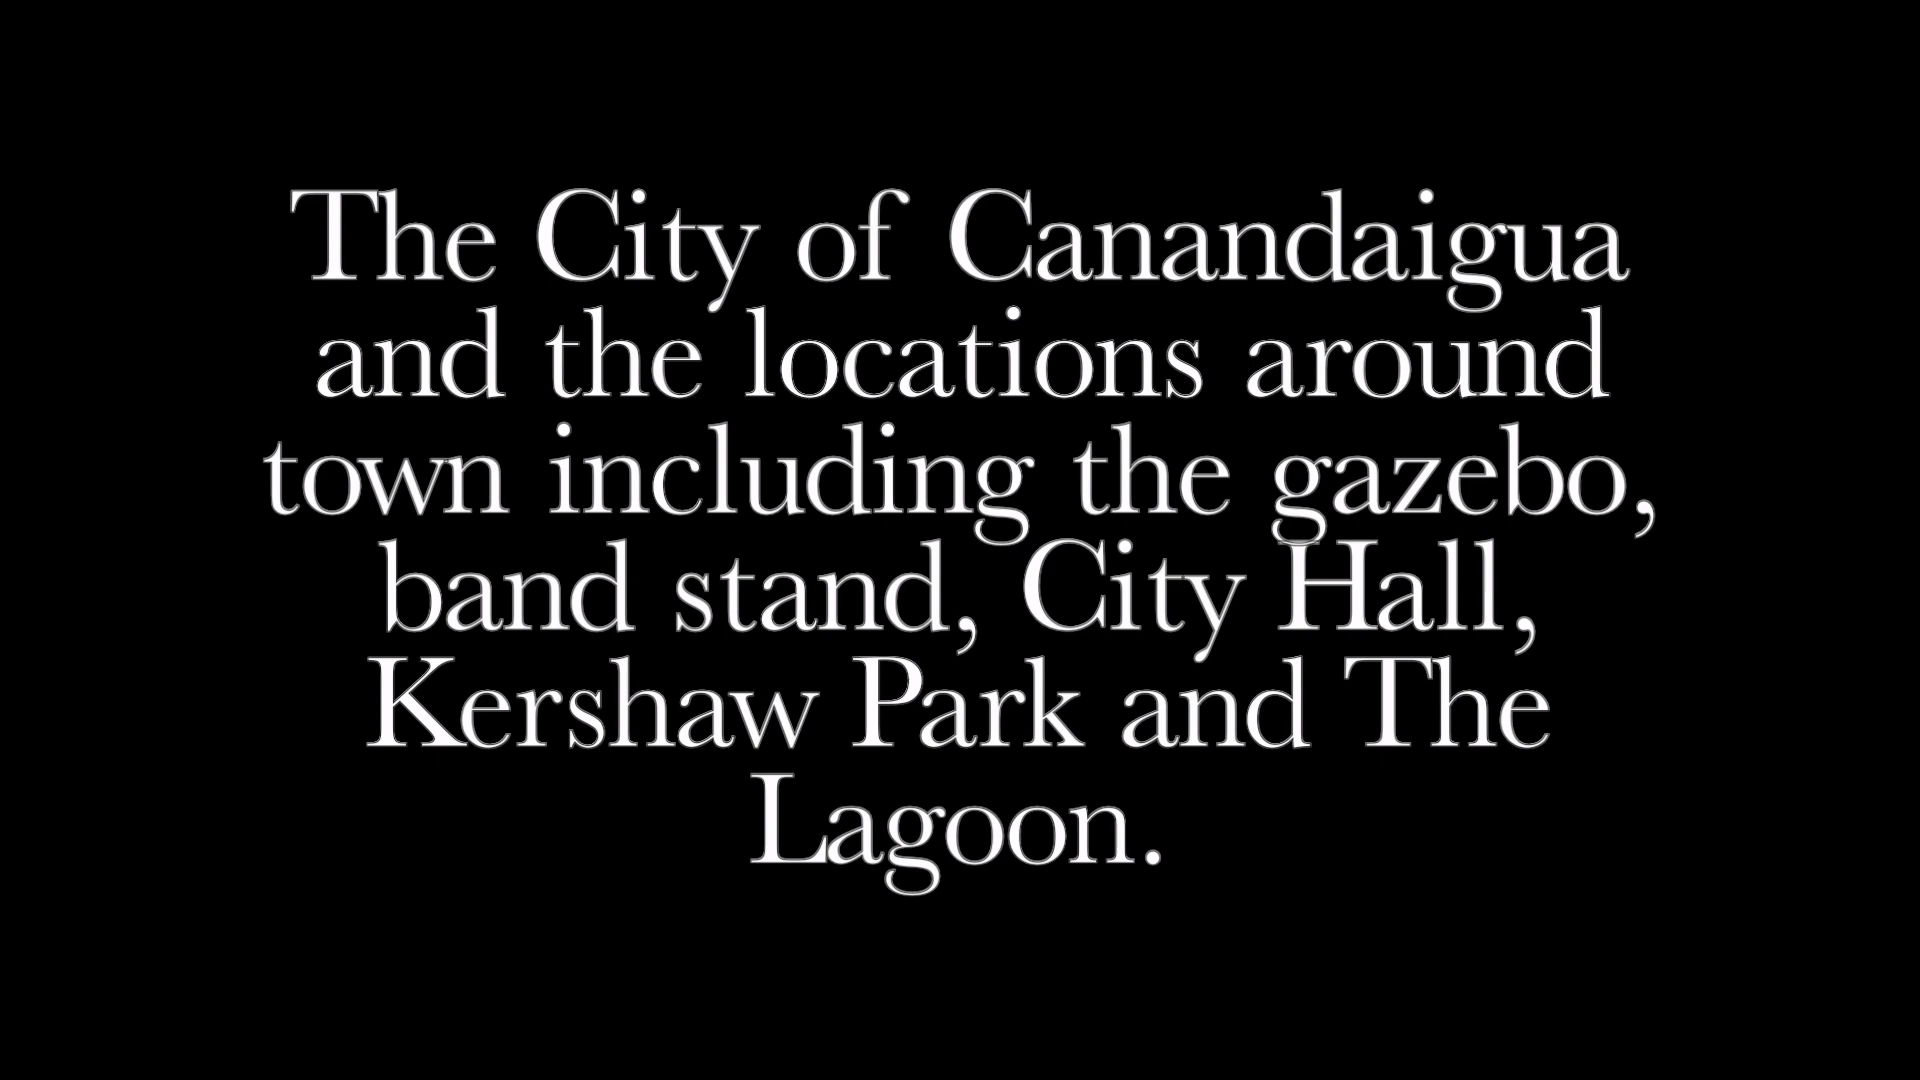 The City of Canandaigua
and the locations around
town including the gazebo,
band stand, City Hall,
Kershaw Park and The
Lagoon.